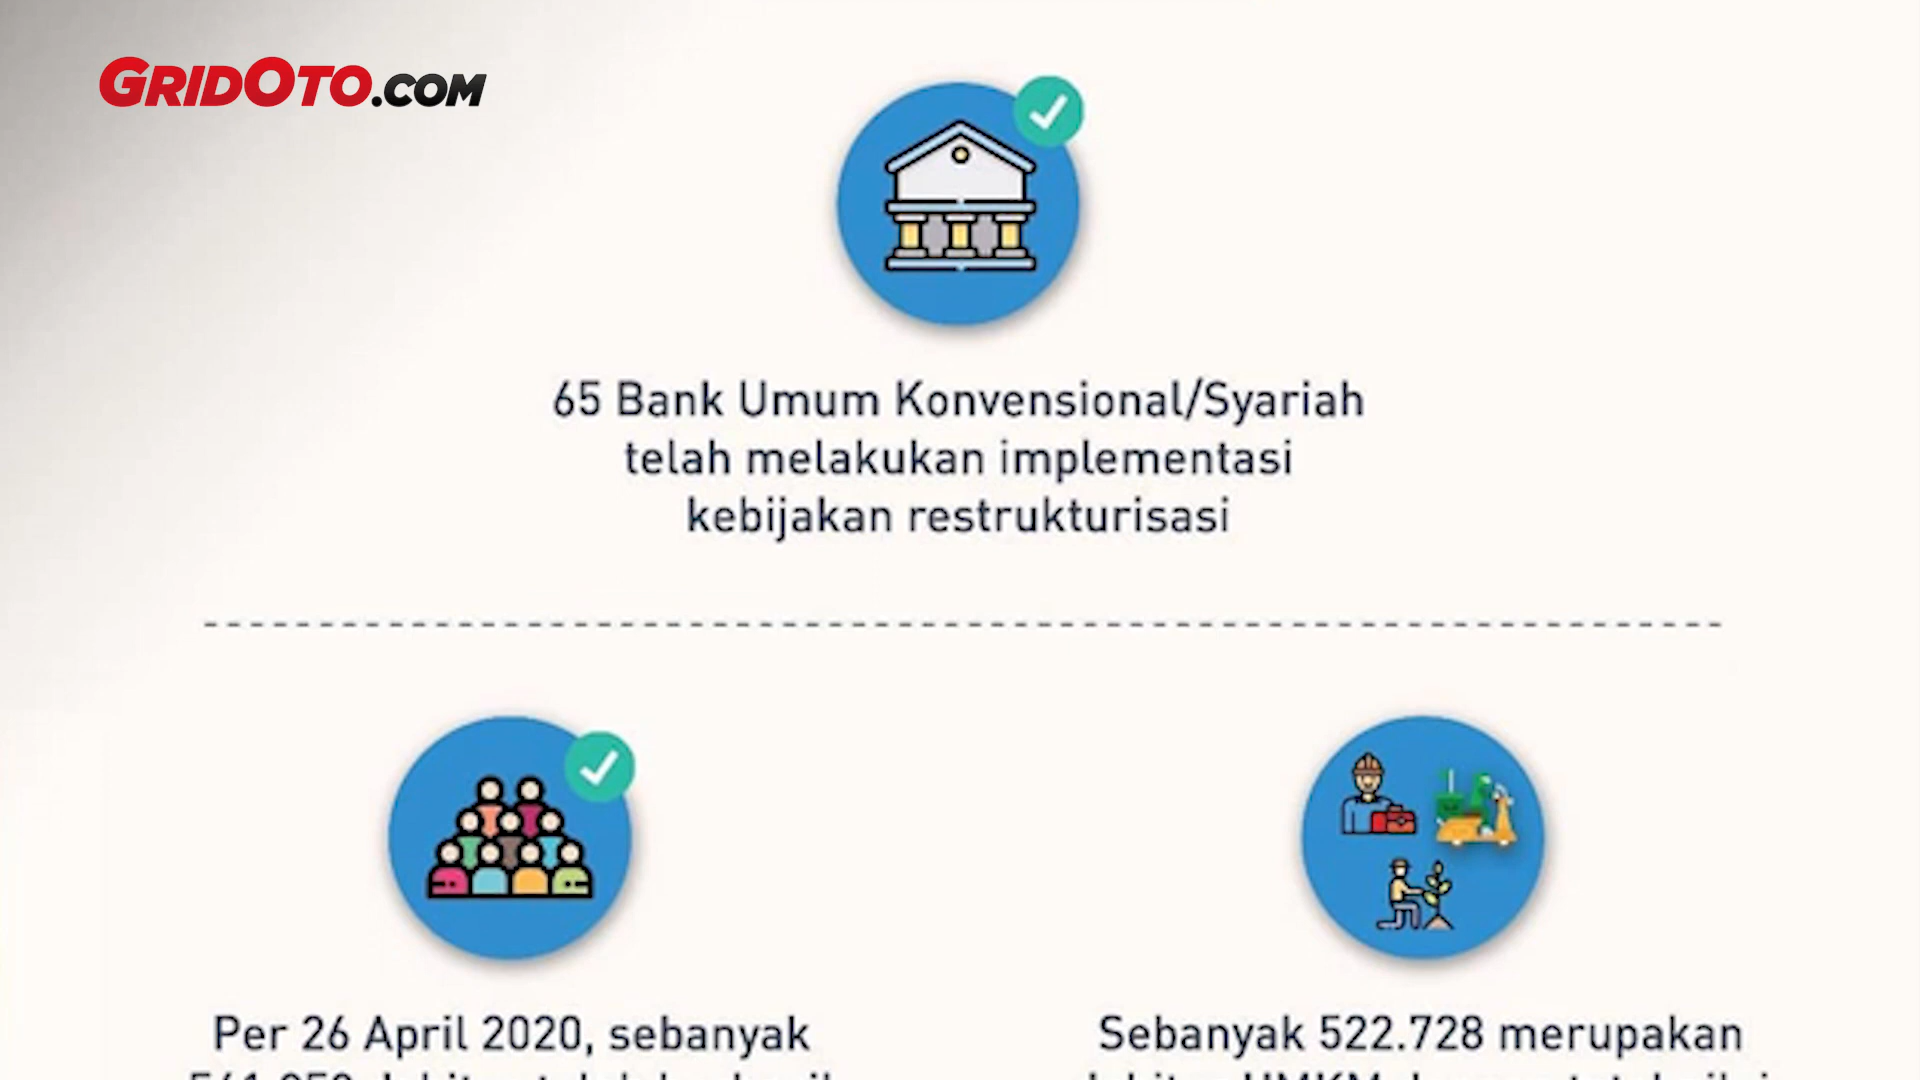 GRIDOTO.COM
65 Bank Umum Konvensional/Syariah
telah melakukan implementasi
kebijakan restrukturisasi
Per 26 April 2020, sebanyak
Sebanyak 522.728 merupakan